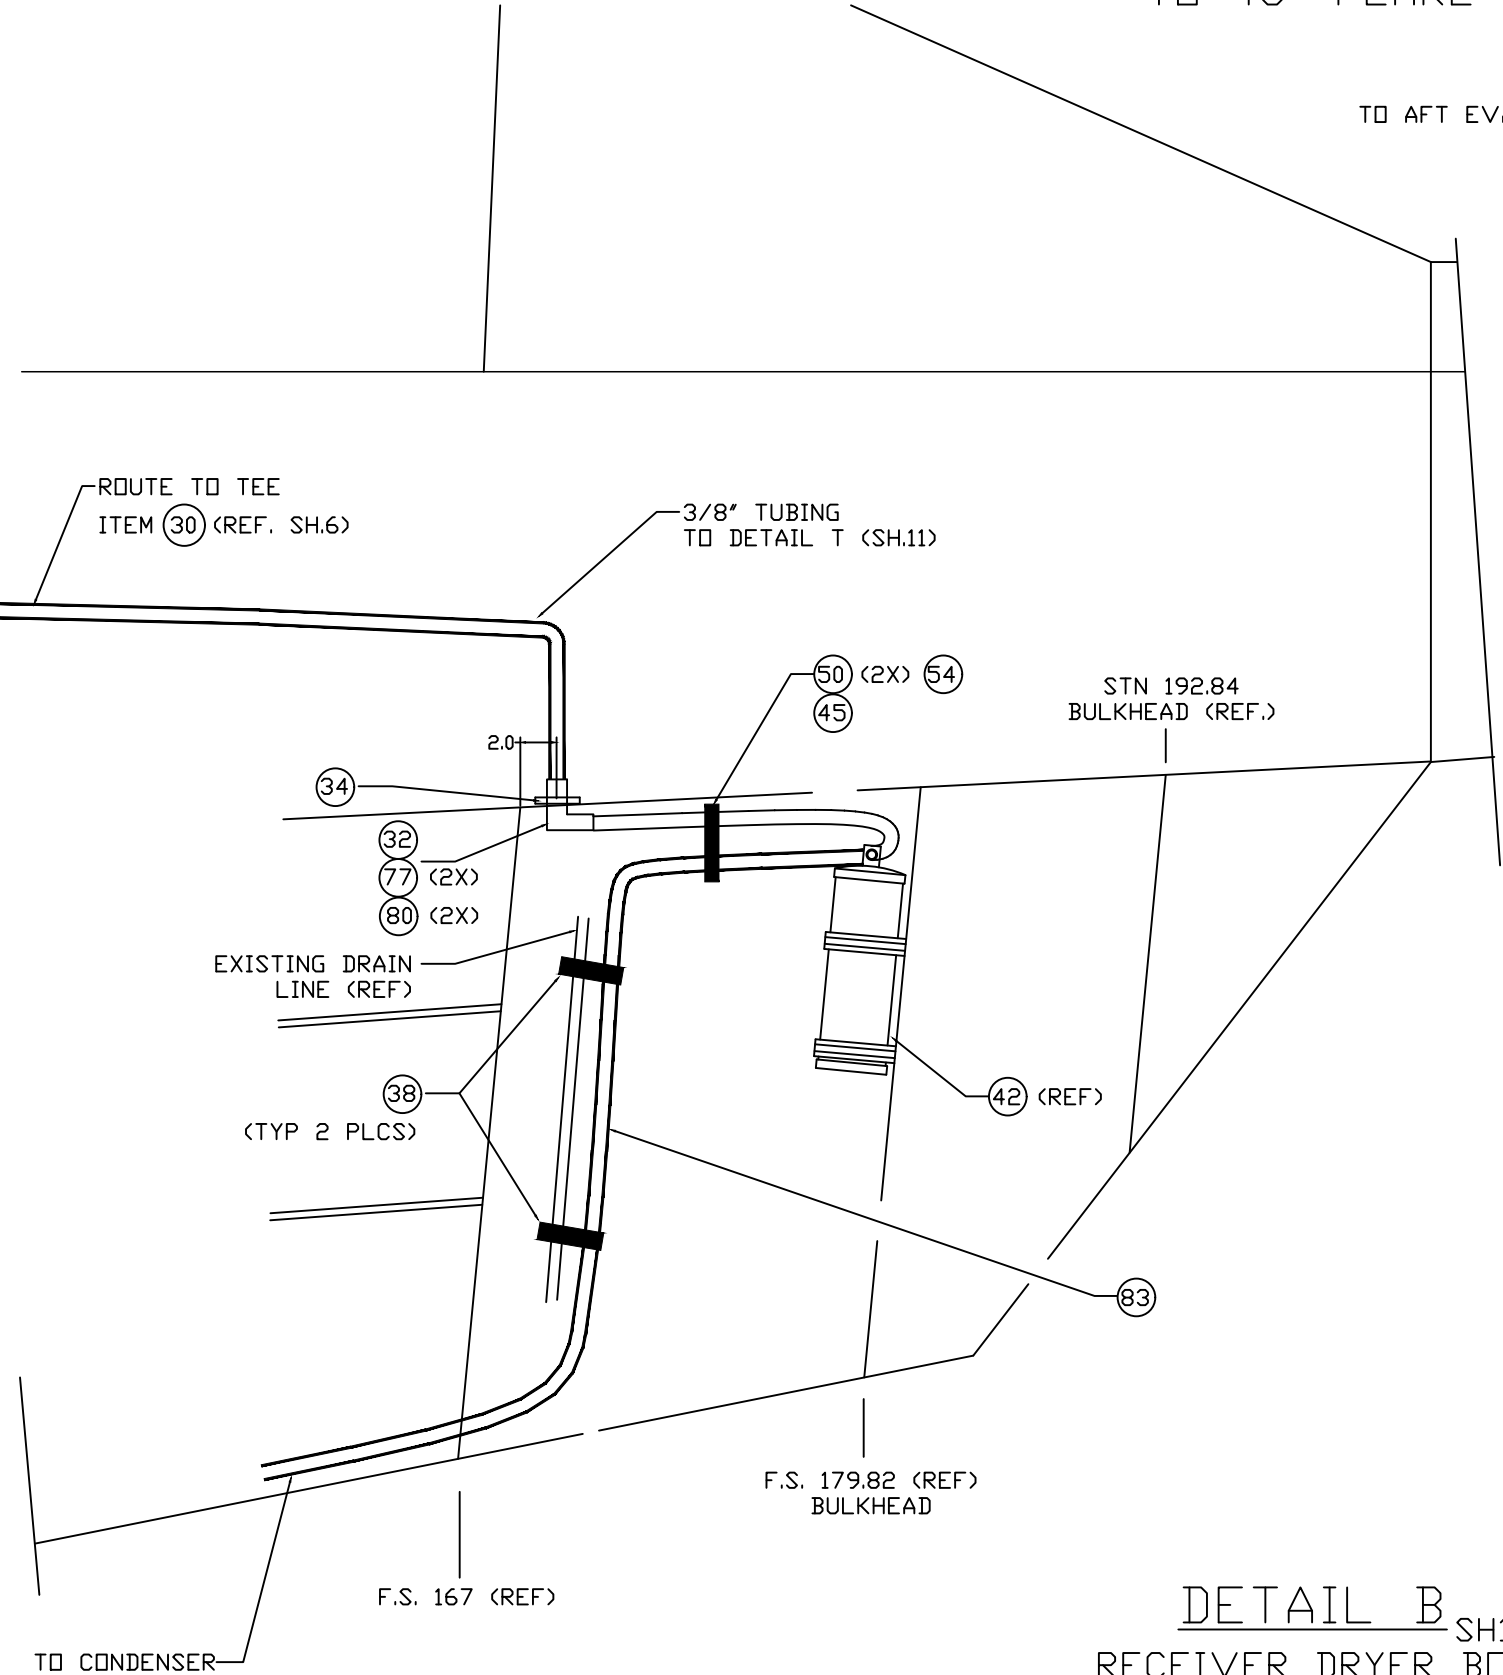 TO AFT
ROUTE TO TEE
ITEM 30 (REF. SH.6)
3/8" TUBING
TO DETAIL T (SH.11)
50 (2X) 54
45
STN 192.84
BULKHEAD (REF.)
2.0
34
32
77 (2X)
80 (2X)
EXISTING DRAIN
LINE (REF)
38
(TYP 2 PLCS)
42 (REF)
83
F.S. 179.82 (REF)
BULKHEAD
F.S. 167 (REF)
TO CONDENSER
DETAIL B
RECEIVER DRYER